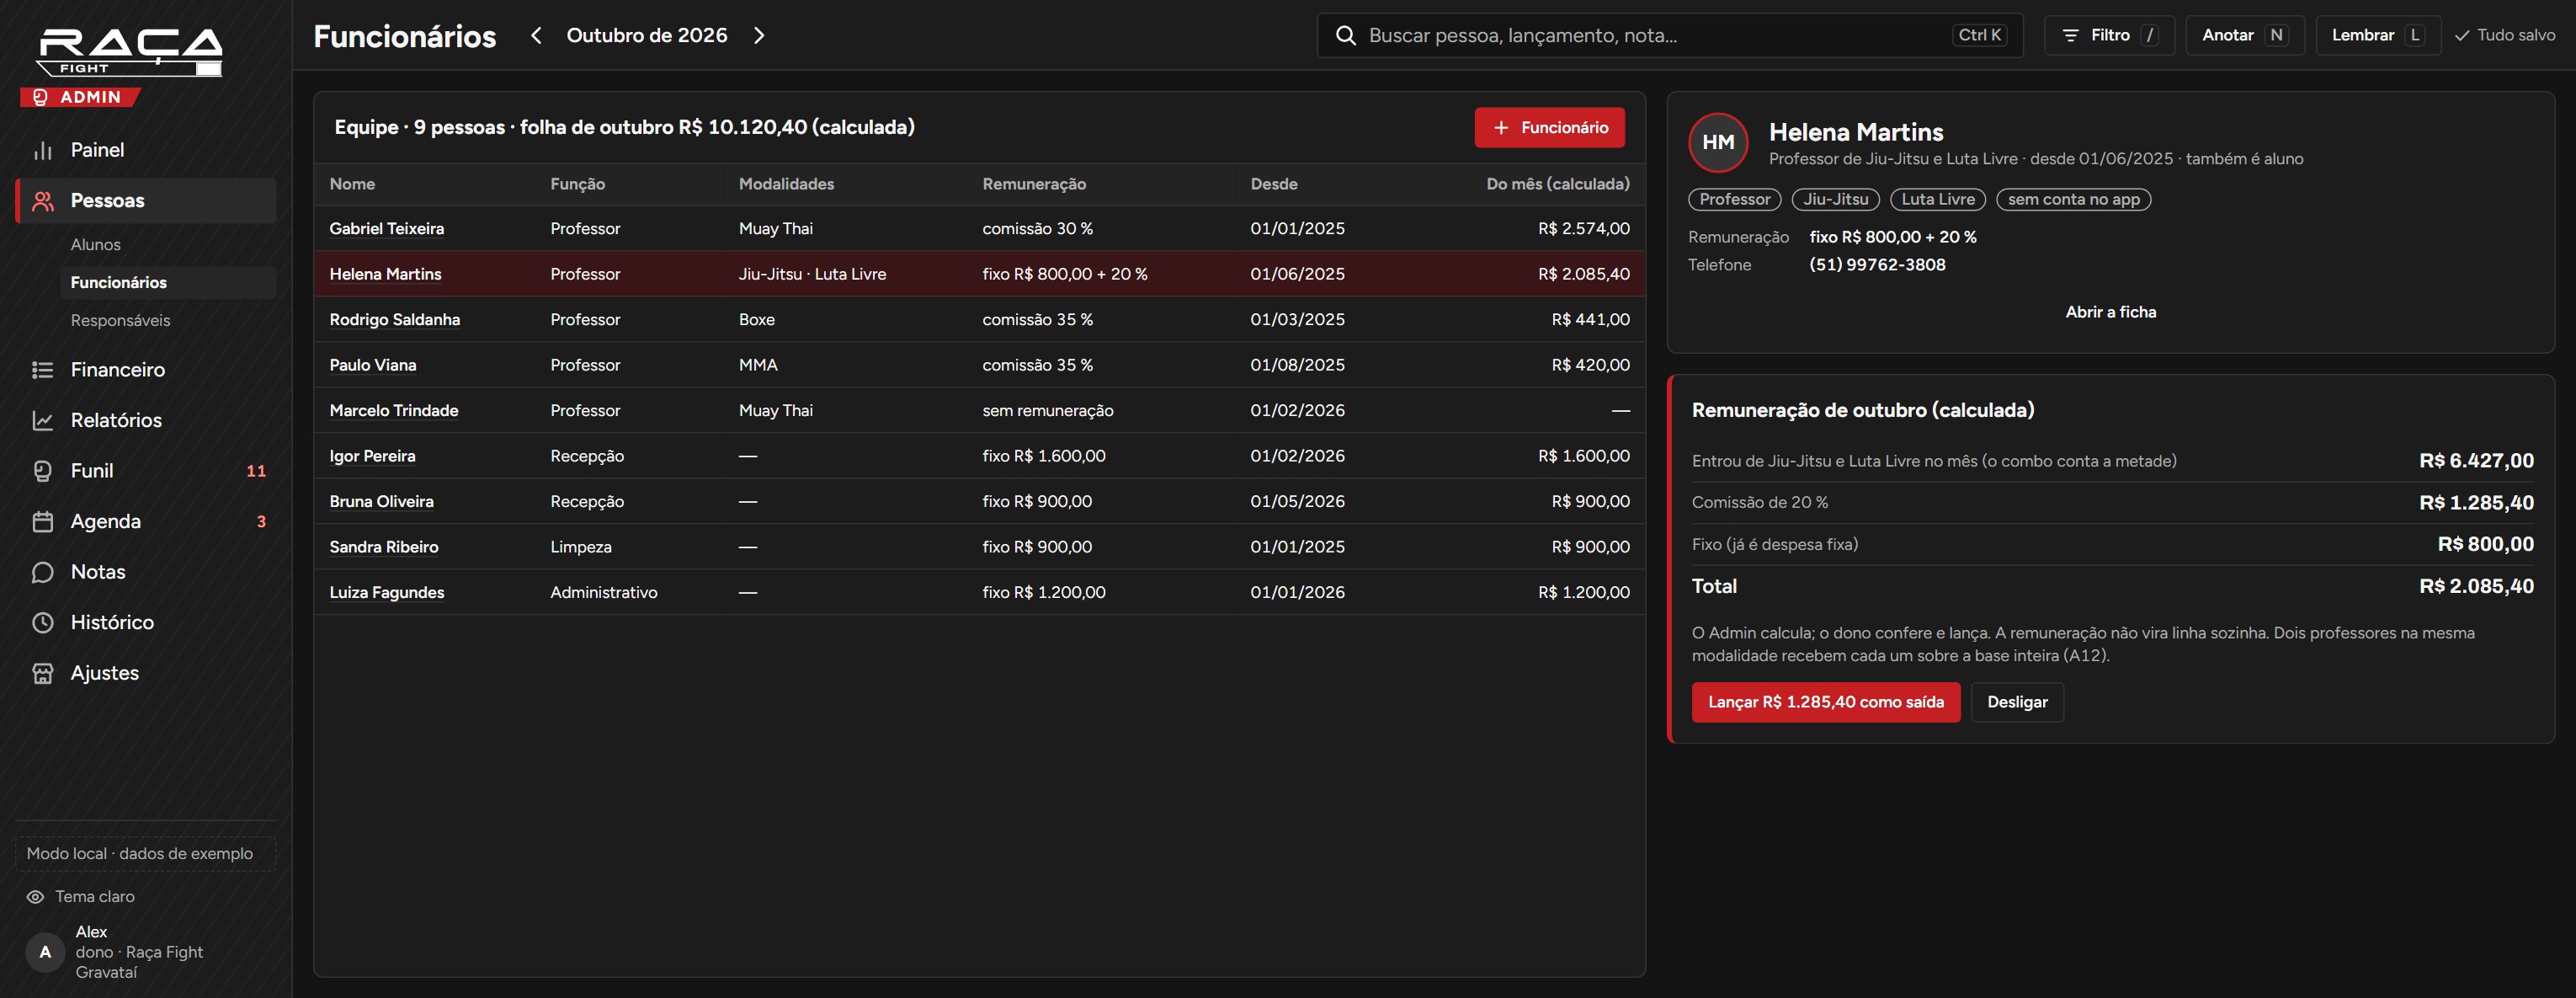 RAÇA
FIGHT
ADMIN
Painel
Pessoas
Alunos
Funcionários
Responsáveis
Financeiro
Relatórios
Funil 11
Agenda 3
Notas
Histórico
Ajustes
Modo local · dados de exemplo
Tema claro
A
Alex
dono · Raça Fight
Gravataí
Funcionários
Outubro de 2026
Buscar pessoa, lançamento, nota... Ctrl K
Filtro /
Anotar N
Lembrar L
Tudo salvo
Equipe · 9 pessoas · folha de outubro R$ 10.120,40 (calculada)
+ Funcionário
Nome Função Modalidades Remuneração Desde Do mês (calculada)
Gabriel Teixeira Professor Muay Thai comissão 30 % 01/01/2025 R$ 2.574,00
Helena Martins Professor Jiu-Jitsu · Luta Livre fixo R$ 800,00 + 20 % 01/06/2025 R$ 2.085,40
Rodrigo Saldanha Professor Boxe comissão 35 % 01/03/2025 R$ 441,00
Paulo Viana Professor MMA comissão 35 % 01/08/2025 R$ 420,00
Marcelo Trindade Professor Muay Thai sem remuneração 01/02/2026 —
Igor Pereira Recepção — fixo R$ 1.600,00 01/02/2026 R$ 1.600,00
Bruna Oliveira Recepção — fixo R$ 900,00 01/05/2026 R$ 900,00
Sandra Ribeiro Limpeza — fixo R$ 900,00 01/01/2025 R$ 900,00
Luiza Fagundes Administrativo — fixo R$ 1.200,00 01/01/2026 R$ 1.200,00
HM
Helena Martins
Professor de Jiu-Jitsu e Luta Livre · desde 01/06/2025 · também é aluno
Professor Jiu-Jitsu Luta Livre sem conta no app
Remuneração fixo R$ 800,00 + 20 %
Telefone (51) 99762-3808
Abrir a ficha
Remuneração de outubro (calculada)
Entrou de Jiu-Jitsu e Luta Livre no mês (o combo conta a metade) R$ 6.427,00
Comissão de 20 % R$ 1.285,40
Fixo (já é despesa fixa) R$ 800,00
Total R$ 2.085,40
O Admin calcula; o dono confere e lança. A remuneração não vira linha sozinha. Dois professores na mesma
modalidade recebem cada um sobre a base inteira (A12).
Lançar R$ 1.285,40 como saída
Desligar